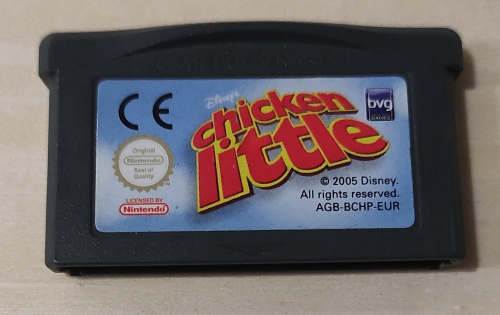 CE
Disney's
chicken
little
bvg
GAMES
Original
Nintendo
Seal of
Quality
LICENSED BY
Nintendo
© 2005 Disney.
All rights reserved.
AGB-BCHP-EUR